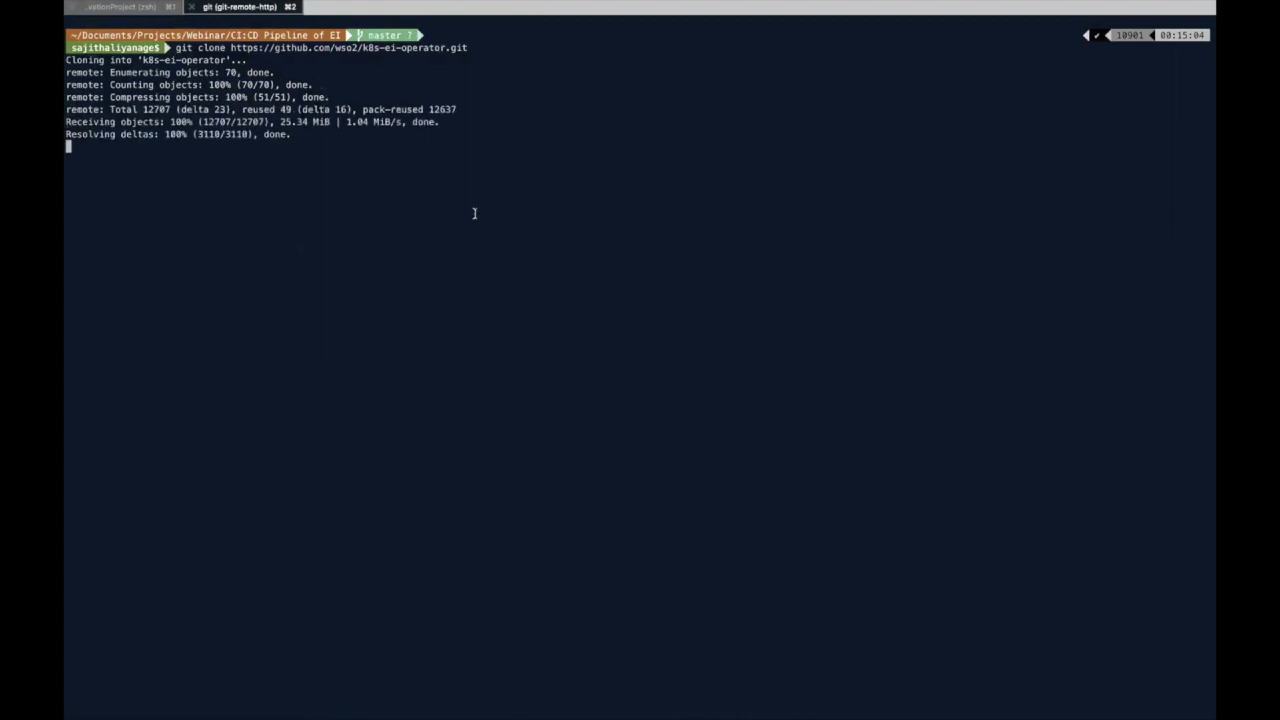 ..vationProject (zsh) ⌘1 × git (git-remote-http) ⌘2
~/Documents/Projects/Webinar/CI:CD Pipeline of EI master ? ✔ 10901 00:15:04
sajithaliyanage$ git clone https://github.com/wso2/k8s-ei-operator.git
Cloning into 'k8s-ei-operator'...
remote: Enumerating objects: 70, done.
remote: Counting objects: 100% (70/70), done.
remote: Compressing objects: 100% (51/51), done.
remote: Total 12707 (delta 23), reused 49 (delta 16), pack-reused 12637
Receiving objects: 100% (12707/12707), 25.34 MiB | 1.04 MiB/s, done.
Resolving deltas: 100% (3110/3110), done.